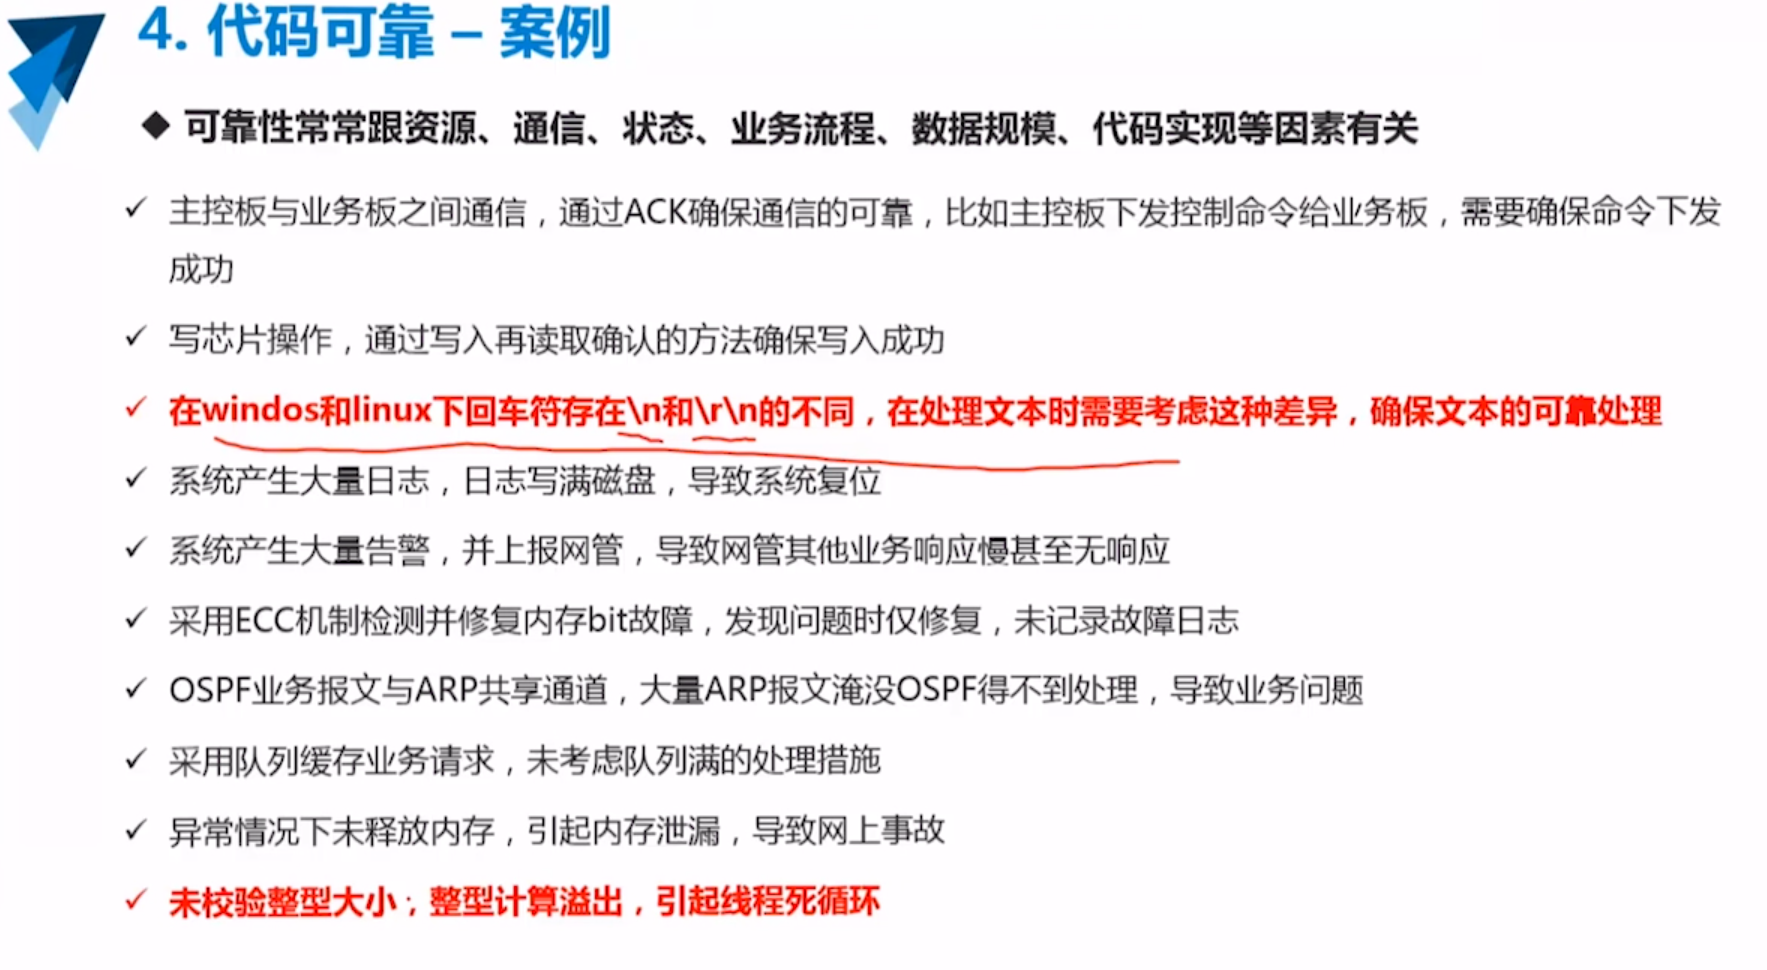 4. 代码可靠 – 案例
◆ 可靠性常常跟资源、通信、状态、业务流程、数据规模、代码实现等因素有关
✓ 主控板与业务板之间通信，通过ACK确保通信的可靠，比如主控板下发控制命令给业务板，需要确保命令下发
成功
✓ 写芯片操作，通过写入再读取确认的方法确保写入成功
✓ 在windos和linux下回车符存在\n和\r\n的不同，在处理文本时需要考虑这种差异，确保文本的可靠处理
✓ 系统产生大量日志，日志写满磁盘，导致系统复位
✓ 系统产生大量告警，并上报网管，导致网管其他业务响应慢甚至无响应
✓ 采用ECC机制检测并修复内存bit故障，发现问题时仅修复，未记录故障日志
✓ OSPF业务报文与ARP共享通道，大量ARP报文淹没OSPF得不到处理，导致业务问题
✓ 采用队列缓存业务请求，未考虑队列满的处理措施
✓ 异常情况下未释放内存，引起内存泄漏，导致网上事故
✓ 未校验整型大小；整型计算溢出，引起线程死循环